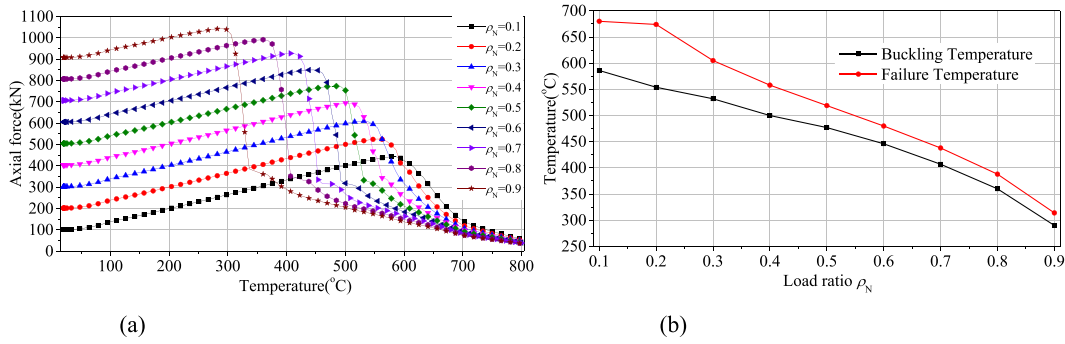 Axial force(kN)
1100
1000
900
800
700
600
500
400
300
200
100
0
100 200 300 400 500 600 700 800
Temperature(°C)
ρN=0.1
ρN=0.2
ρN=0.3
ρN=0.4
ρN=0.5
ρN=0.6
ρN=0.7
ρN=0.8
ρN=0.9
(a)
Temperature(°C)
700
650
600
550
500
450
400
350
300
250
0.1 0.2 0.3 0.4 0.5 0.6 0.7 0.8 0.9
Load ratio ρN
Buckling Temperature
Failure Temperature
(b)